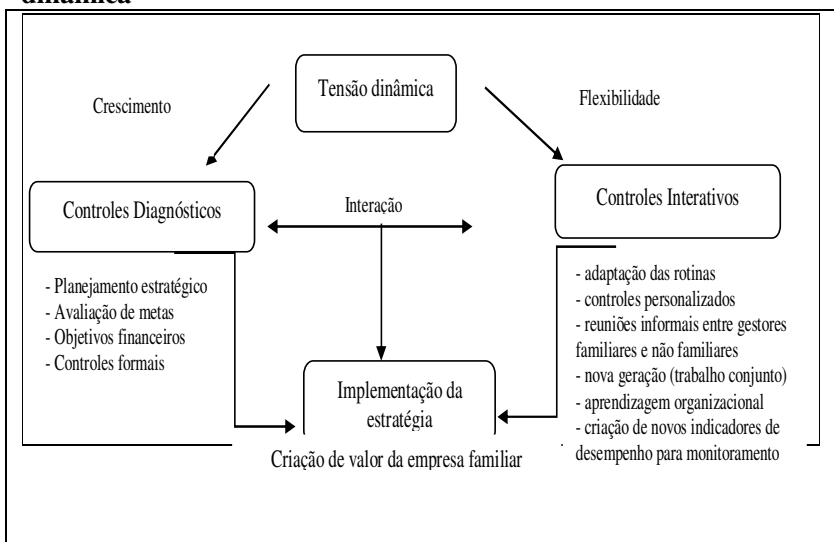 dinâmica
Tensão dinâmica
Crescimento
Flexibilidade
Controles Diagnósticos
Interação
Controles Interativos
- Planejamento estratégico
- Avaliação de metas
- Objetivos financeiros
- Controles formais
- adaptação das rotinas
- controles personalizados
- reuniões informais entre gestores
familiares e não familiares
- nova geração (trabalho conjunto)
- aprendizagem organizacional
- criação de novos indicadores de
desempenho para monitoramento
Implementação da
estratégia
Criação de valor da empresa familiar